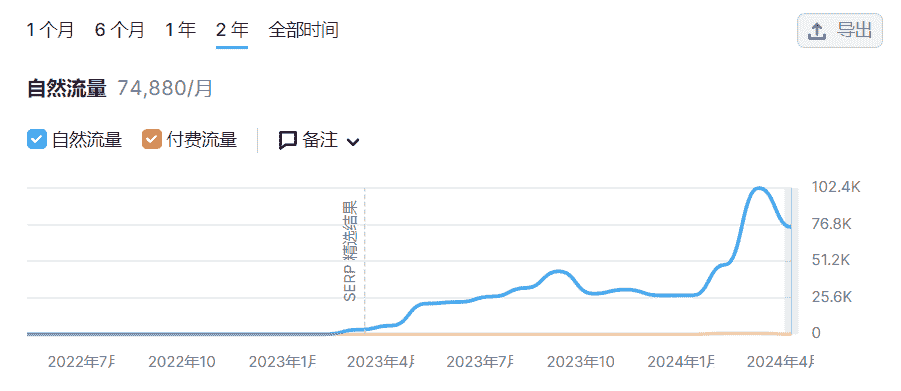 1 个月 6 个月 1 年 2 年 全部时间 导出
自然流量 74,880/月
自然流量 付费流量 备注
SERP 精选结果
102.4K
76.8K
51.2K
25.6K
0
2022年7月 2022年10 2023年1月 2023年4月 2023年7月 2023年10 2024年1月 2024年4月